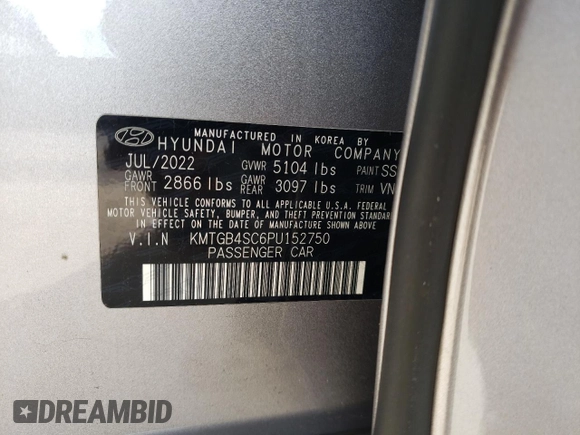 MANUFACTURED IN KOREA BY
HYUNDAI MOTOR COMPANY
JUL/2022 GVWR 5104 lbs PAINT SS
GAWR FRONT 2866 lbs GAWR REAR 3097 lbs TRIM VN
THIS VEHICLE CONFORMS TO ALL APPLICABLE U.S.A. FEDERAL
MOTOR VEHICLE SAFETY, BUMPER, AND THEFT PREVENTION STANDARD
IN EFFECT ON THE DATE OF MANUFACTURE SHOWN ABOVE.
V.I.N KMTGB4SC6PU152750
PASSENGER CAR
DREAMBID